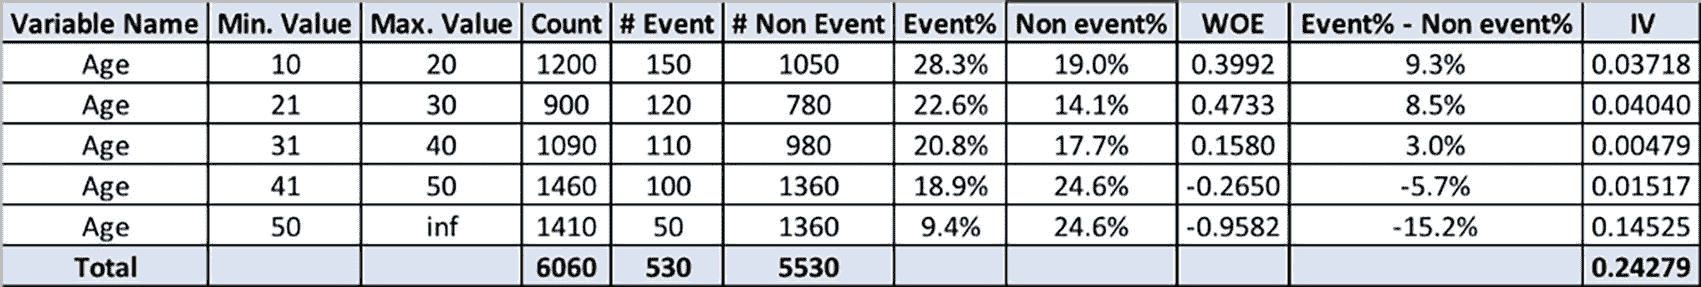 Variable Name Min. Value Max. Value Count # Event # Non Event Event% Non event% WOE Event% - Non event% IV
Age 10 20 1200 150 1050 28.3% 19.0% 0.3992 9.3% 0.03718
Age 21 30 900 120 780 22.6% 14.1% 0.4733 8.5% 0.04040
Age 31 40 1090 110 980 20.8% 17.7% 0.1580 3.0% 0.00479
Age 41 50 1460 100 1360 18.9% 24.6% -0.2650 -5.7% 0.01517
Age 50 inf 1410 50 1360 9.4% 24.6% -0.9582 -15.2% 0.14525
Total 6060 530 5530 0.24279